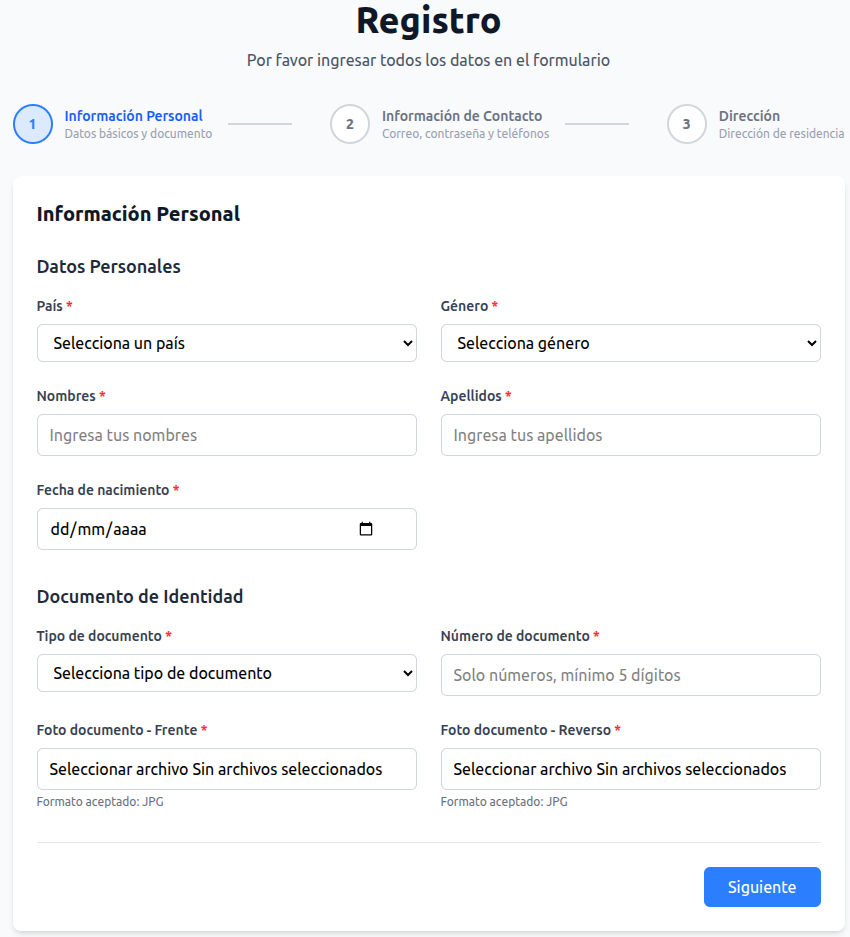 Registro
Por favor ingresar todos los datos en el formulario
1
Información Personal
Datos básicos y documento
2
Información de Contacto
Correo, contraseña y teléfonos
3
Dirección
Dirección de residencia
Información Personal
Datos Personales
País *
Género *
Selecciona un país
Selecciona género
Nombres *
Apellidos *
Ingresa tus nombres
Ingresa tus apellidos
Fecha de nacimiento *
dd/mm/aaaa
Documento de Identidad
Tipo de documento *
Número de documento *
Selecciona tipo de documento
Solo números, mínimo 5 dígitos
Foto documento - Frente *
Foto documento - Reverso *
Seleccionar archivo Sin archivos seleccionados
Seleccionar archivo Sin archivos seleccionados
Formato aceptado: JPG
Formato aceptado: JPG
Siguiente